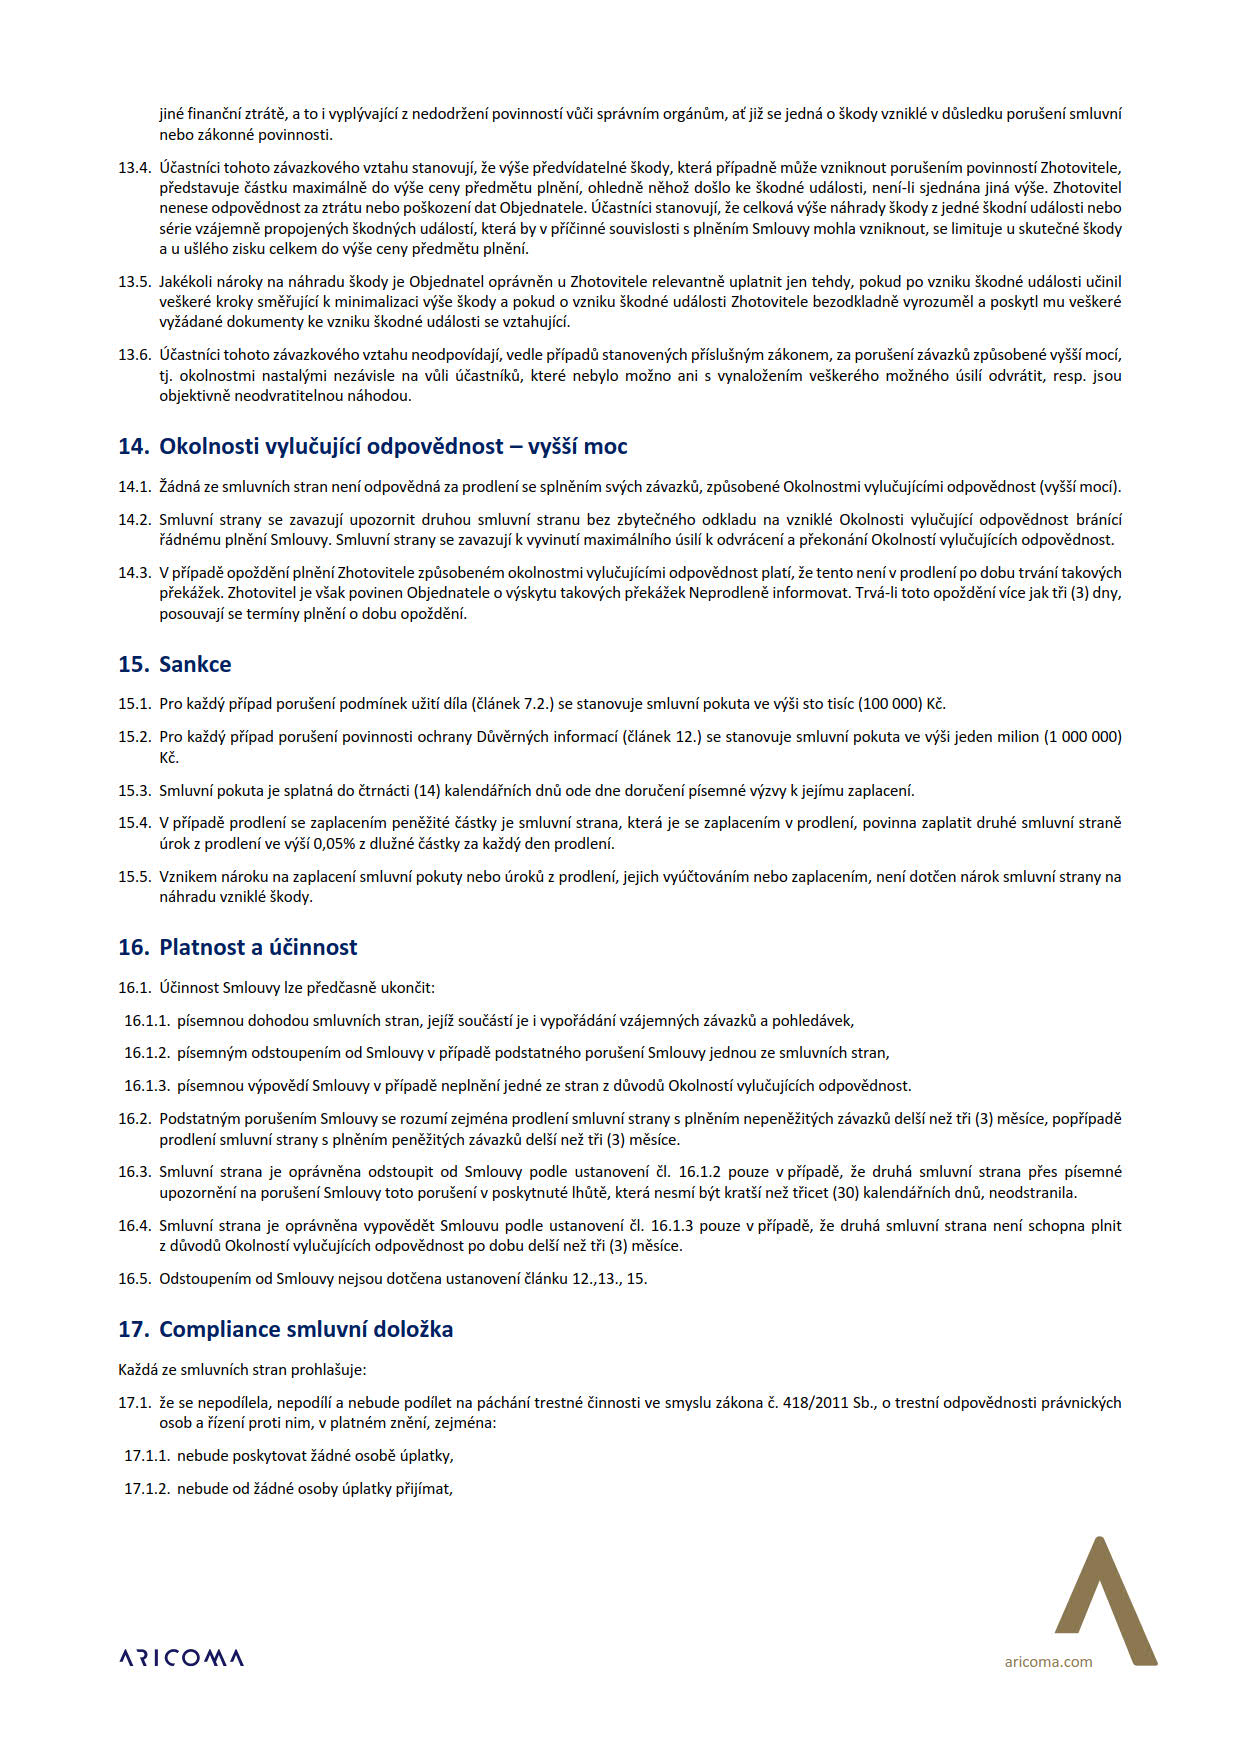 jiné finanční ztrátě, a to i vyplývající z nedodržení povinností vůči správním orgánům, ať již se jedná o škody vzniklé v důsledku porušení smluvní
nebo zákonné povinnosti.
13.4. Účastníci tohoto závazkového vztahu stanovují, že výše předvídatelné škody, která případně může vzniknout porušením povinností Zhotovitele,
představuje částku maximálně do výše ceny předmětu plnění, ohledně něhož došlo ke škodné události, není-li sjednána jiná výše. Zhotovitel
nenese odpovědnost za ztrátu nebo poškození dat Objednatele. Účastníci stanovují, že celková výše náhrady škody z jedné škodní události nebo
série vzájemně propojených škodných událostí, která by v příčinné souvislosti s plněním Smlouvy mohla vzniknout, se limituje u skutečné škody
a u ušlého zisku celkem do výše ceny předmětu plnění.
13.5. Jakékoli nároky na náhradu škody je Objednatel oprávněn u Zhotovitele relevantně uplatnit jen tehdy, pokud po vzniku škodné události učinil
veškeré kroky směřující k minimalizaci výše škody a pokud o vzniku škodné události Zhotovitele bezodkladně vyrozuměl a poskytl mu veškeré
vyžádané dokumenty ke vzniku škodné události se vztahující.
13.6. Účastníci tohoto závazkového vztahu neodpovídají, vedle případů stanovených příslušným zákonem, za porušení závazků způsobené vyšší mocí,
tj. okolnostmi nastalými nezávisle na vůli účastníků, které nebylo možno ani s vynaložením veškerého možného úsilí odvrátit, resp. jsou
objektivně neodvratitelnou náhodou.
14. Okolnosti vylučující odpovědnost – vyšší moc
14.1. Žádná ze smluvních stran není odpovědná za prodlení se splněním svých závazků, způsobené Okolnostmi vylučujícími odpovědnost (vyšší mocí).
14.2. Smluvní strany se zavazují upozornit druhou smluvní stranu bez zbytečného odkladu na vzniklé Okolnosti vylučující odpovědnost bránící
řádnému plnění Smlouvy. Smluvní strany se zavazují k vyvinutí maximálního úsilí k odvrácení a překonání Okolností vylučujících odpovědnost.
14.3. V případě opoždění plnění Zhotovitele způsobeném okolnostmi vylučujícími odpovědnost platí, že tento není v prodlení po dobu trvání takových
překážek. Zhotovitel je však povinen Objednatele o výskytu takových překážek Neprodleně informovat. Trvá-li toto opoždění více jak tři (3) dny,
posouvají se termíny plnění o dobu opoždění.
15. Sankce
15.1. Pro každý případ porušení podmínek užití díla (článek 7.2.) se stanovuje smluvní pokuta ve výši sto tisíc (100 000) Kč.
15.2. Pro každý případ porušení povinnosti ochrany Důvěrných informací (článek 12.) se stanovuje smluvní pokuta ve výši jeden milion (1 000 000)
Kč.
15.3. Smluvní pokuta je splatná do čtrnácti (14) kalendářních dnů ode dne doručení písemné výzvy k jejímu zaplacení.
15.4. V případě prodlení se zaplacením peněžité částky je smluvní strana, která je se zaplacením v prodlení, povinna zaplatit druhé smluvní straně
úrok z prodlení ve výší 0,05% z dlužné částky za každý den prodlení.
15.5. Vznikem nároku na zaplacení smluvní pokuty nebo úroků z prodlení, jejich vyúčtováním nebo zaplacením, není dotčen nárok smluvní strany na
náhradu vzniklé škody.
16. Platnost a účinnost
16.1. Účinnost Smlouvy lze předčasně ukončit:
16.1.1. písemnou dohodou smluvních stran, jejíž součástí je i vypořádání vzájemných závazků a pohledávek,
16.1.2. písemným odstoupením od Smlouvy v případě podstatného porušení Smlouvy jednou ze smluvních stran,
16.1.3. písemnou výpovědí Smlouvy v případě neplnění jedné ze stran z důvodů Okolností vylučujících odpovědnost.
16.2. Podstatným porušením Smlouvy se rozumí zejména prodlení smluvní strany s plněním nepeněžitých závazků delší než tři (3) měsíce, popřípadě
prodlení smluvní strany s plněním peněžitých závazků delší než tři (3) měsíce.
16.3. Smluvní strana je oprávněna odstoupit od Smlouvy podle ustanovení čl. 16.1.2 pouze v případě, že druhá smluvní strana přes písemné
upozornění na porušení Smlouvy toto porušení v poskytnuté lhůtě, která nesmí být kratší než třicet (30) kalendářních dnů, neodstranila.
16.4. Smluvní strana je oprávněna vypovědět Smlouvu podle ustanovení čl. 16.1.3 pouze v případě, že druhá smluvní strana není schopna plnit
z důvodů Okolností vylučujících odpovědnost po dobu delší než tři (3) měsíce.
16.5. Odstoupením od Smlouvy nejsou dotčena ustanovení článku 12.,13., 15.
17. Compliance smluvní doložka
Každá ze smluvních stran prohlašuje:
17.1. že se nepodílela, nepodílí a nebude podílet na páchání trestné činnosti ve smyslu zákona č. 418/2011 Sb., o trestní odpovědnosti právnických
osob a řízení proti nim, v platném znění, zejména:
17.1.1. nebude poskytovat žádné osobě úplatky,
17.1.2. nebude od žádné osoby úplatky přijímat,
ARICOMA
aricoma.com